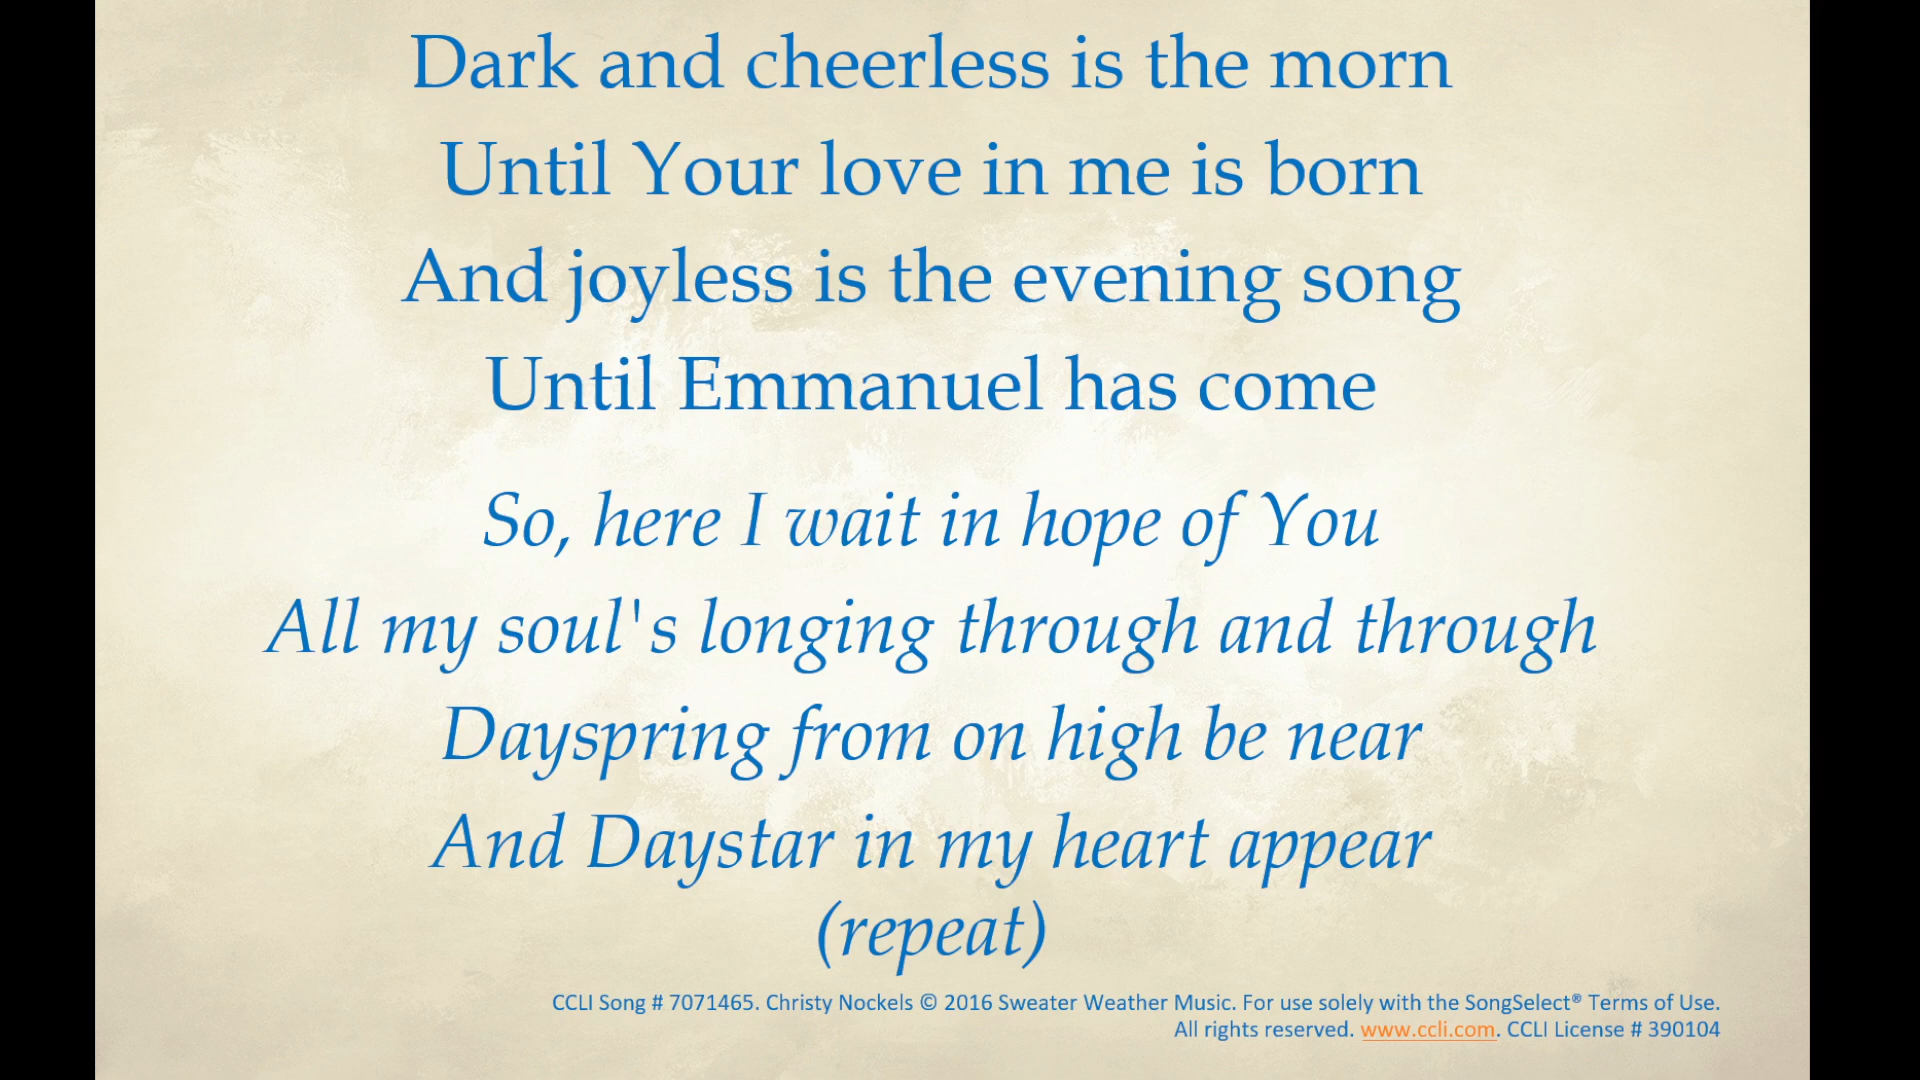 Dark and cheerless is the morn
Until Your love in me is born
And joyless is the evening song
Until Emmanuel has come
So, here I wait in hope of You
All my soul's longing through and through
Dayspring from on high be near
And Daystar in my heart appear
(repeat)
CCLI Song # 7071465. Christy Nockels © 2016 Sweater Weather Music. For use solely with the SongSelect® Terms of Use.
All rights reserved. www.ccli.com. CCLI License # 390104